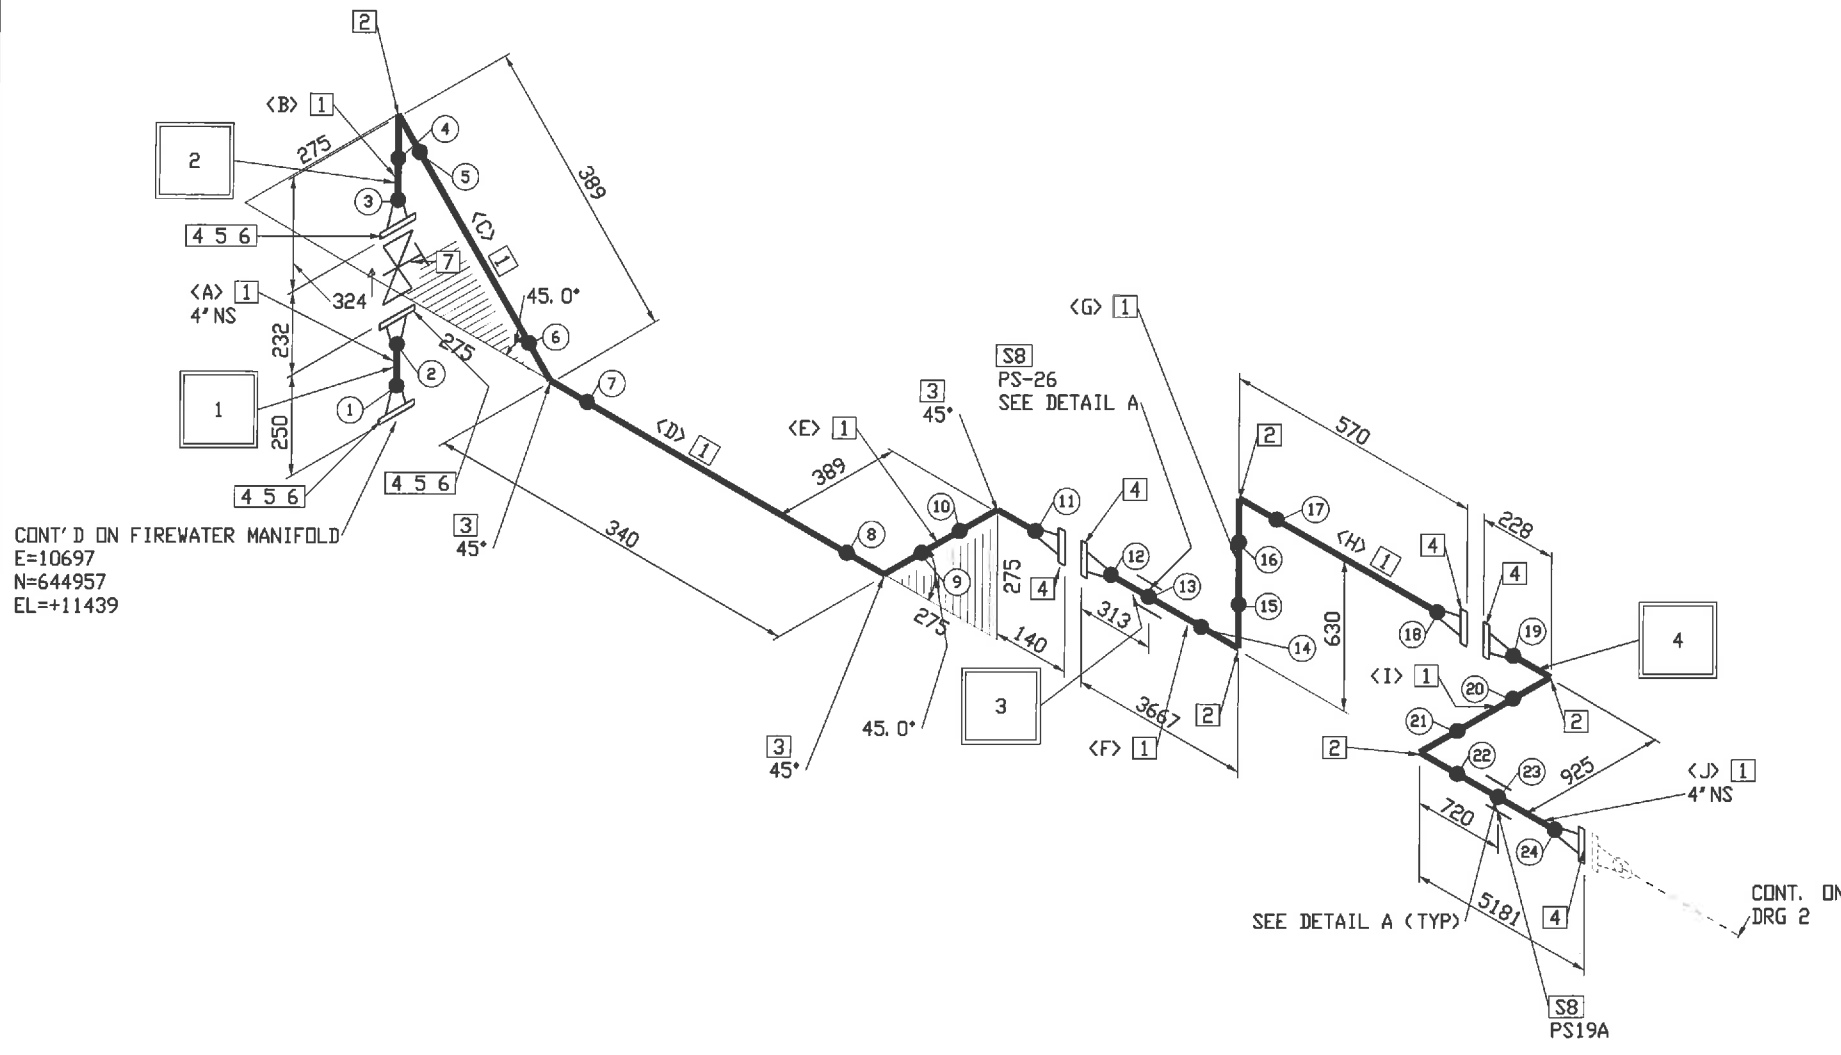 2
<B> 1
4
275
2
5
389
3
4 5 6
<C> 1
7
<A> 1
4"NS
324
45.0°
<G> 1
232
275
6
S8
PS-26
SEE DETAIL A
2
7
3
45°
1
1
250
<D> 1
<E> 1
570
2
389
4 5 6
4 5 6
10
11
4
17
228
CONT'D ON FIREWATER MANIFOLD
E=10697
N=644957
EL=+11439
3
45°
340
8
9
275
4
12
13
16
<H> 1
4
4
275
140
313
15
630
18
19
4
14
3
3667
<I> 1
20
45.0°
2
21
2
2
3
45°
<F> 1
22
23
925
<J> 1
4"NS
720
24
CONT. ON
DRG 2
SEE DETAIL A (TYP)
5181
4
S8
PS19A